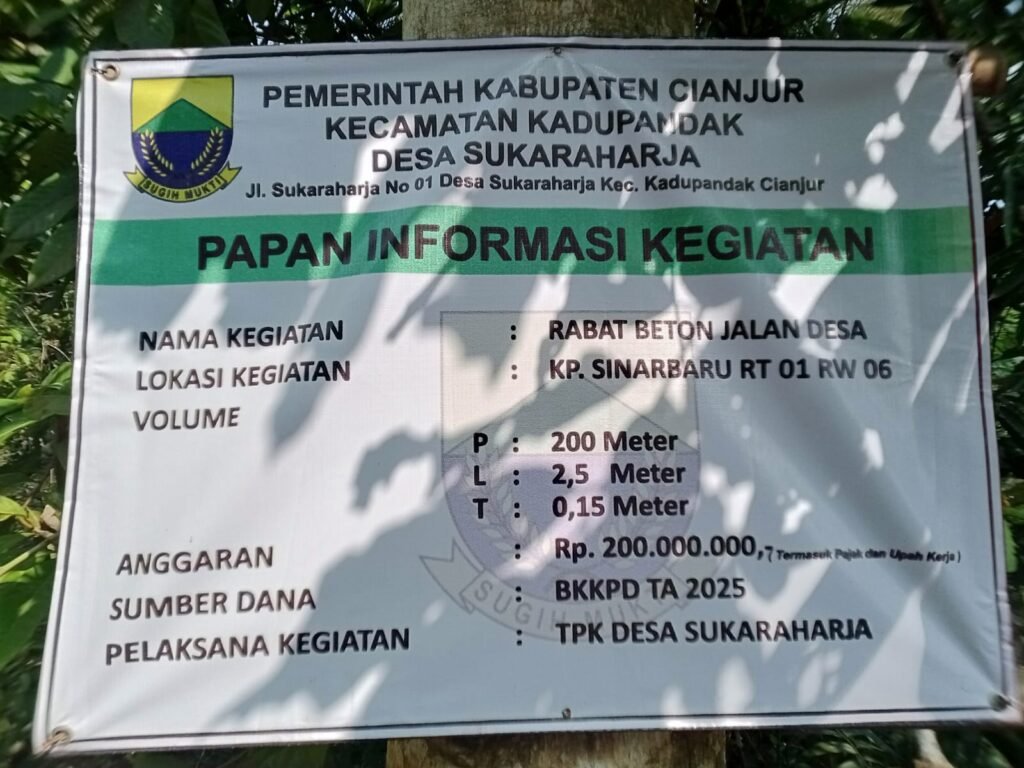 PEMERINTAH KABUPATEN CIANJUR
KECAMATAN KADUPANDAK
DESA SUKARAHARJA
Jl. Sukaraharja No 01 Desa Sukaraharja Kec. Kadupandak Cianjur
SUGIH MUKTI
PAPAN INFORMASI KEGIATAN
NAMA KEGIATAN : RABAT BETON JALAN DESA
LOKASI KEGIATAN : KP. SINARBARU RT 01 RW 06
VOLUME
P : 200 Meter
L : 2,5 Meter
T : 0,15 Meter
ANGGARAN : Rp. 200.000.000,- ( Termasuk Pajak dan Upah Kerja )
SUMBER DANA : BKKPD TA 2025
PELAKSANA KEGIATAN : TPK DESA SUKARAHARJA
SUGIH MUKTI